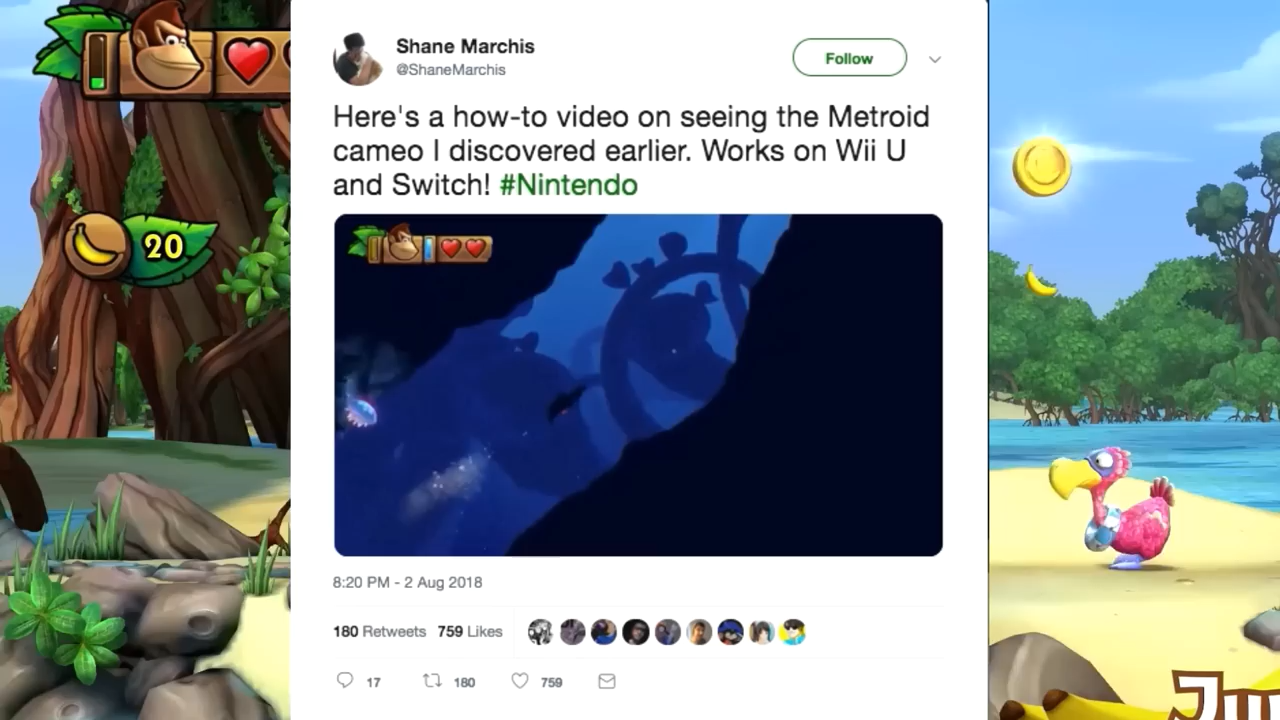 Shane Marchis
@ShaneMarchis
Follow
Here's a how-to video on seeing the Metroid
cameo I discovered earlier. Works on Wii U
and Switch! #Nintendo
20
8:20 PM - 2 Aug 2018
180 Retweets 759 Likes
17 180 759